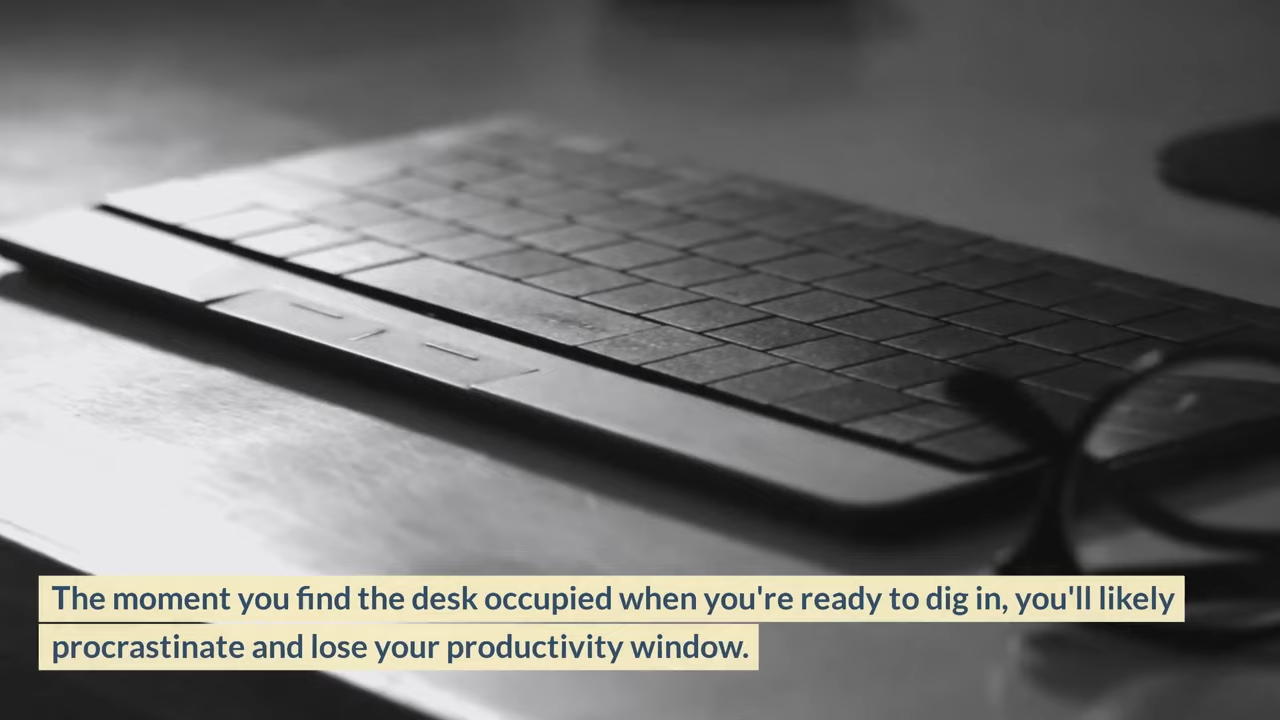 The moment you find the desk occupied when you're ready to dig in, you'll likely
procrastinate and lose your productivity window.